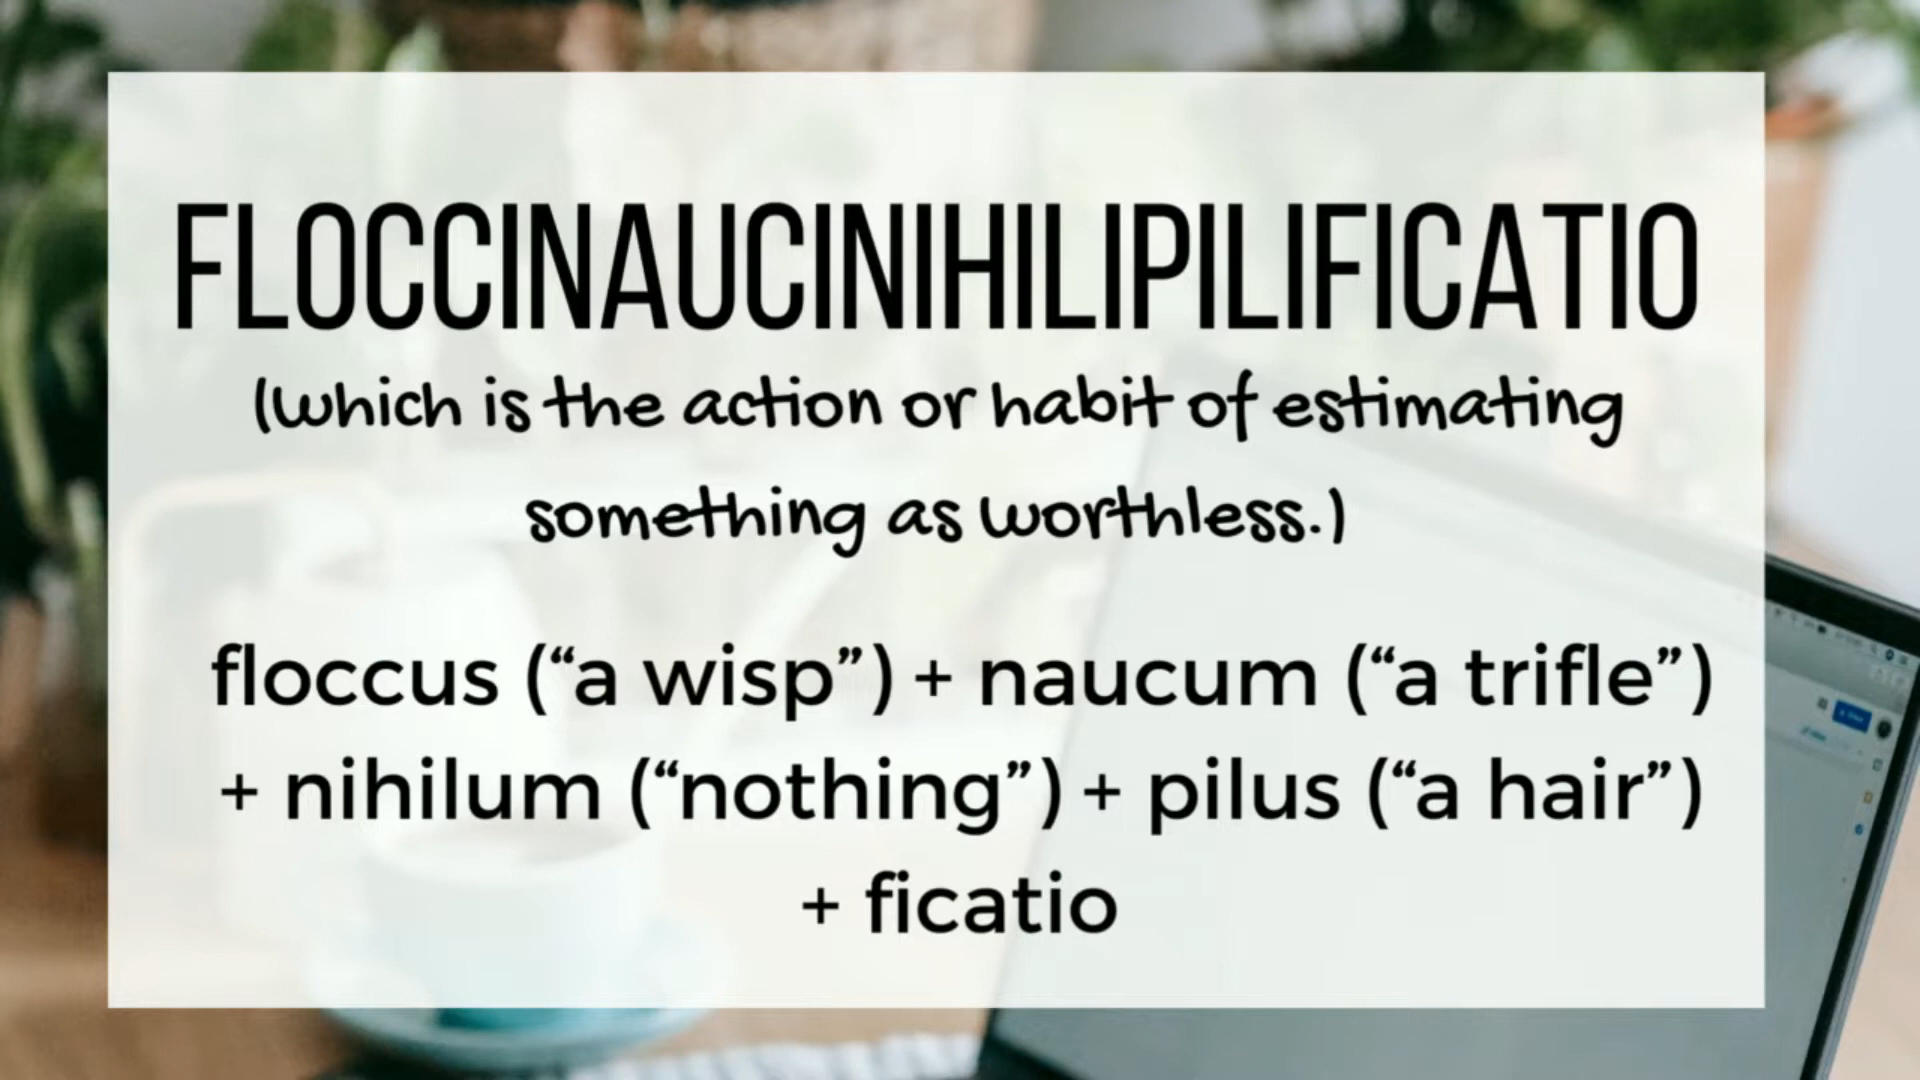 FLOCCINAUCINIHILIPILIFICATIO
(which is the action or habit of estimating
something as worthless.)
floccus (“a wisp”) + naucum (“a trifle”)
+ nihilum (“nothing”) + pilus (“a hair”)
+ ficatio